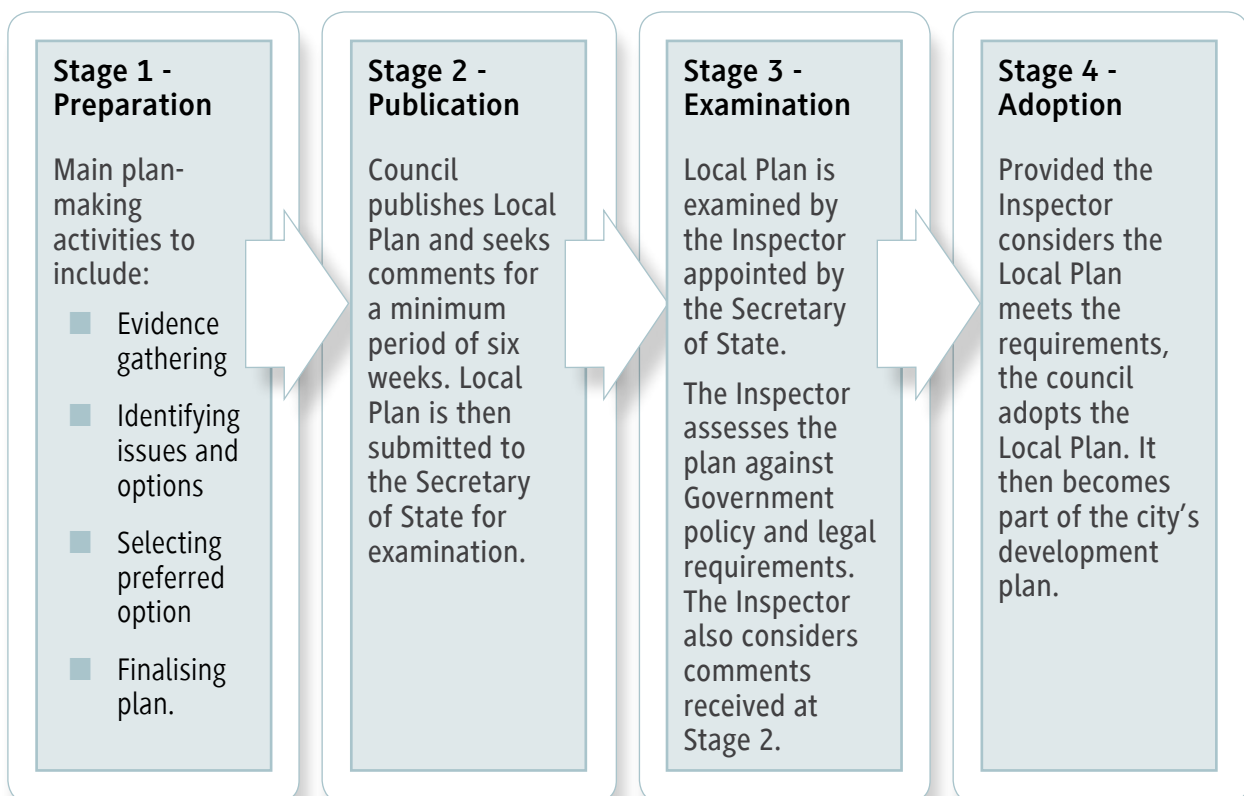 Stage 1 -
Preparation
Main plan-
making
activities to
include:
Evidence
gathering
Identifying
issues and
options
Selecting
preferred
option
Finalising
plan.
Stage 2 -
Publication
Council
publishes Local
Plan and seeks
comments for
a minimum
period of six
weeks. Local
Plan is then
submitted to
the Secretary
of State for
examination.
Stage 3 -
Examination
Local Plan is
examined by
the Inspector
appointed by
the Secretary
of State.
The Inspector
assesses the
plan against
Government
policy and legal
requirements.
The Inspector
also considers
comments
received at
Stage 2.
Stage 4 -
Adoption
Provided the
Inspector
considers the
Local Plan
meets the
requirements,
the council
adopts the
Local Plan. It
then becomes
part of the city’s
development
plan.